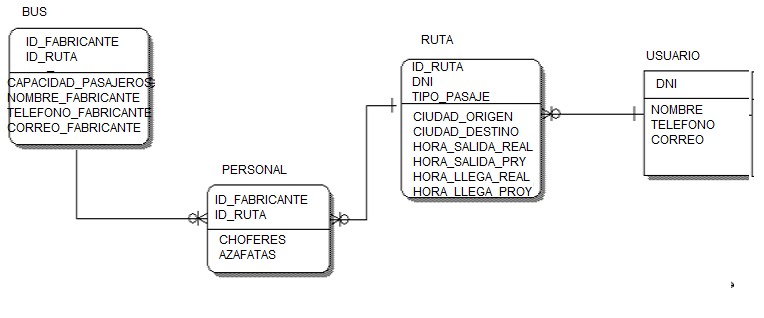 BUS
ID_FABRICANTE
ID_RUTA
CAPACIDAD_PASAJEROS
NOMBRE_FABRICANTE
TELEFONO_FABRICANTE
CORREO_FABRICANTE
PERSONAL
ID_FABRICANTE
ID_RUTA
CHOFERES
AZAFATAS
RUTA
ID_RUTA
DNI
TIPO_PASAJE
CIUDAD_ORIGEN
CIUDAD_DESTINO
HORA_SALIDA_REAL
HORA_SALIDA_PRY
HORA_LLEGA_REAL
HORA_LLEGA_PROY
USUARIO
DNI
NOMBRE
TELEFONO
CORREO